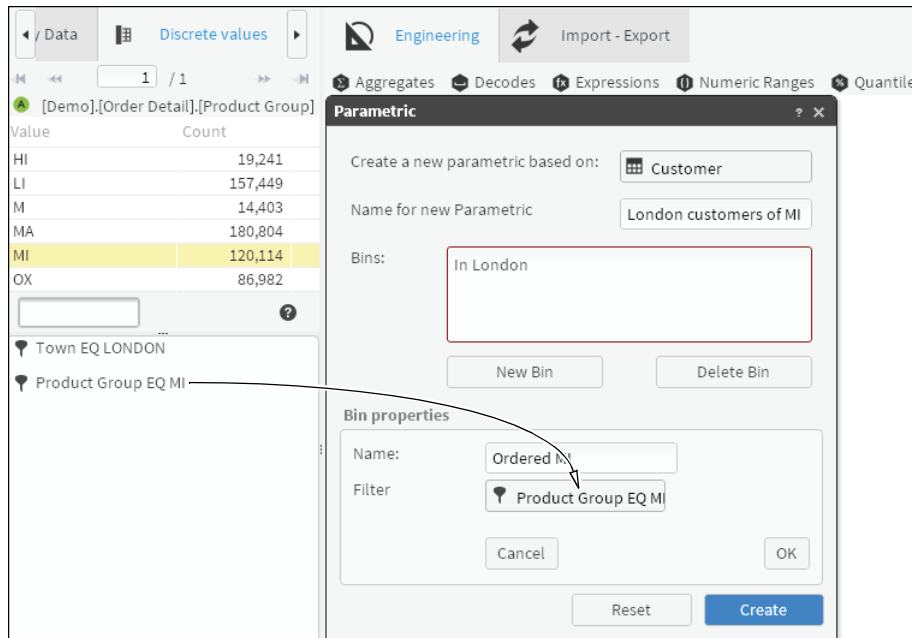 y Data
Discrete values
Engineering
Import - Export
1 / 1
Aggregates
Decodes
Expressions
Numeric Ranges
Quantile
[Demo].[Order Detail].[Product Group]
Value Count
HI 19,241
LI 157,449
M 14,403
MA 180,804
MI 120,114
OX 86,982
Town EQ LONDON
Product Group EQ MI
Parametric
Create a new parametric based on:
Customer
Name for new Parametric
London customers of MI
Bins:
In London
New Bin
Delete Bin
Bin properties
Name:
Ordered MI
Filter
Product Group EQ MI
Cancel
OK
Reset
Create